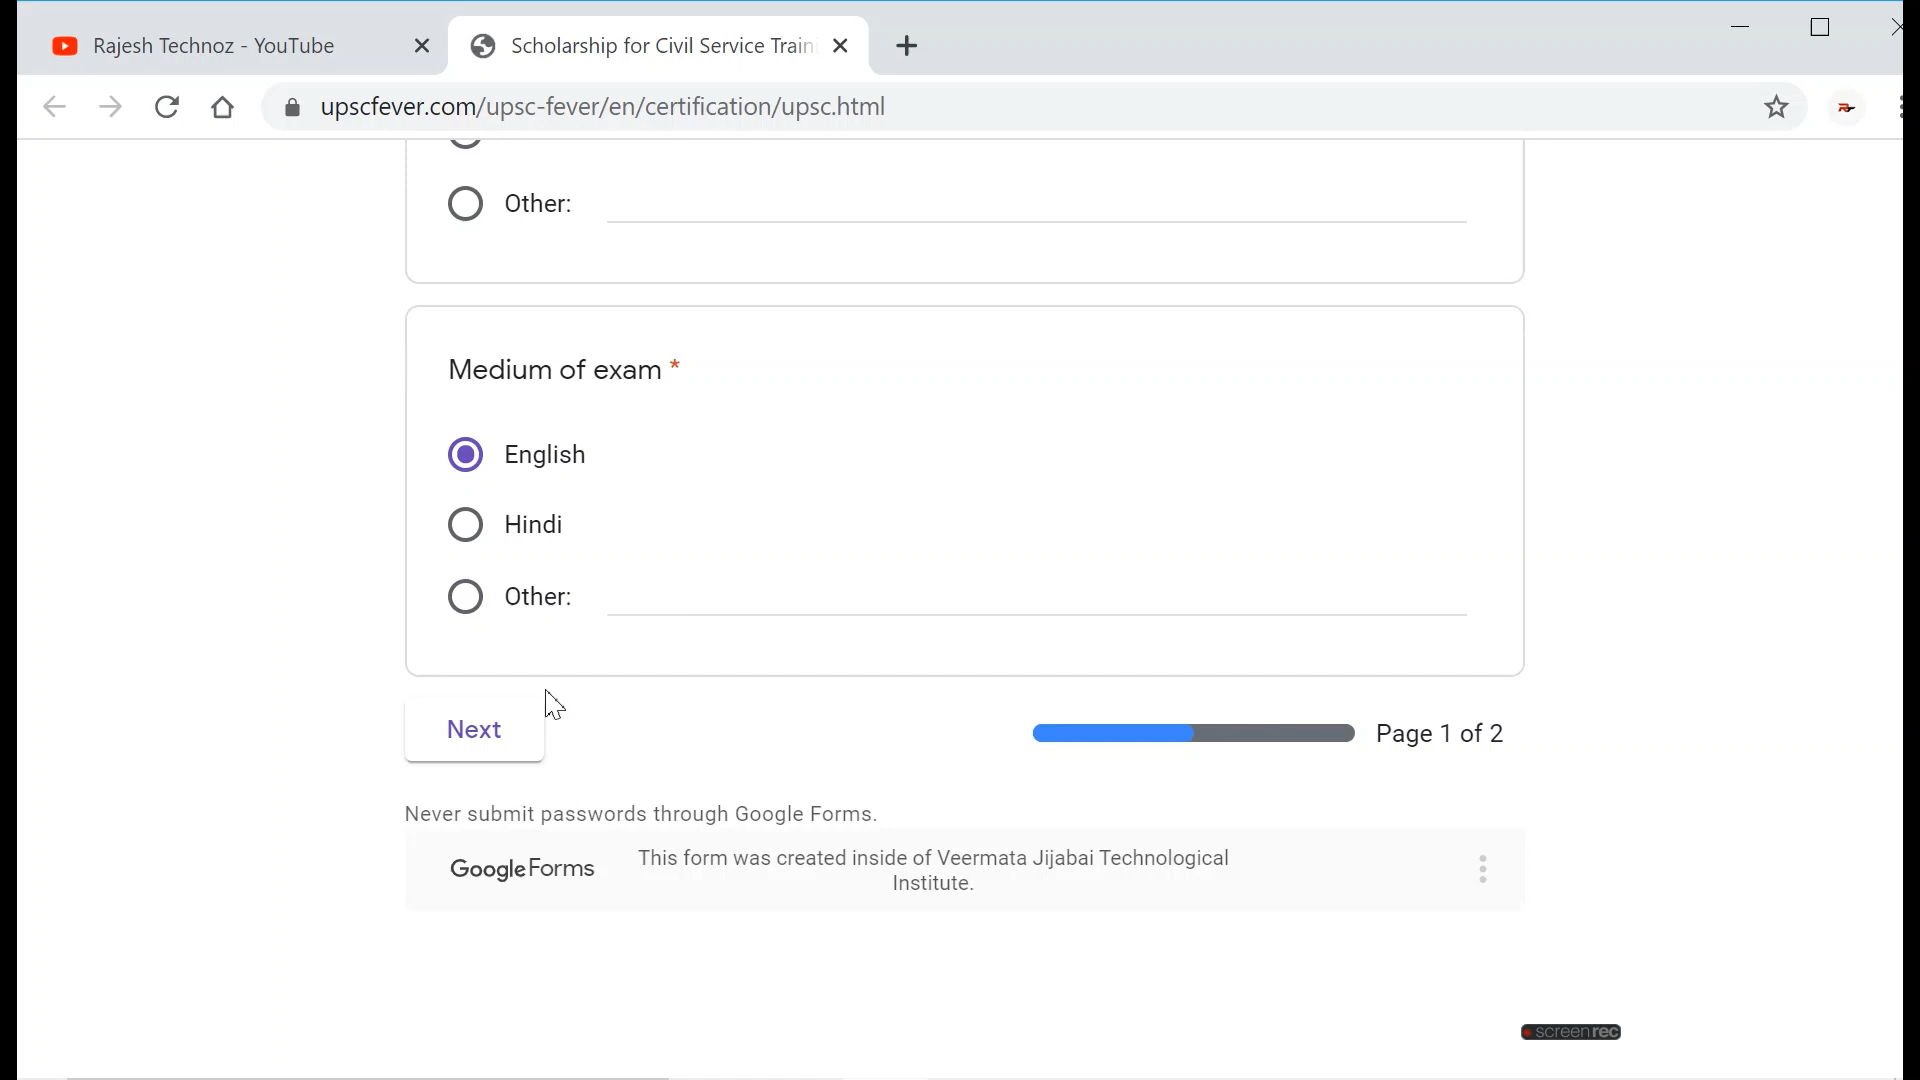 Rajesh Technoz - YouTube
Scholarship for Civil Service Traini
upscfever.com/upsc-fever/en/certification/upsc.html
Other:
Medium of exam *
English
Hindi
Other:
Next
Page 1 of 2
Never submit passwords through Google Forms.
Google Forms
This form was created inside of Veermata Jijabai Technological
Institute.
screenrec